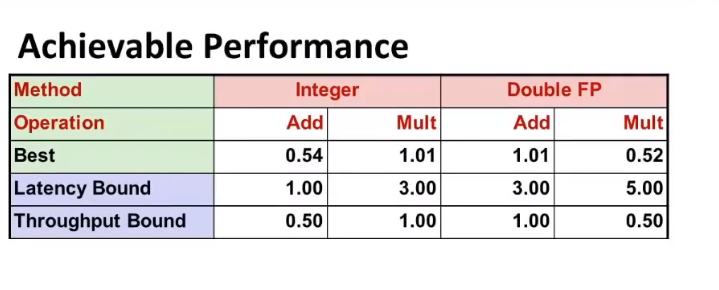 Achievable Performance
Method Integer Double FP
Operation Add Mult Add Mult
Best 0.54 1.01 1.01 0.52
Latency Bound 1.00 3.00 3.00 5.00
Throughput Bound 0.50 1.00 1.00 0.50